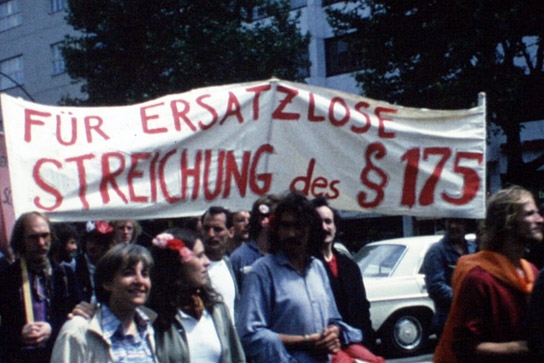 FÜR ERSATZLOSE
STREICHUNG des § 175